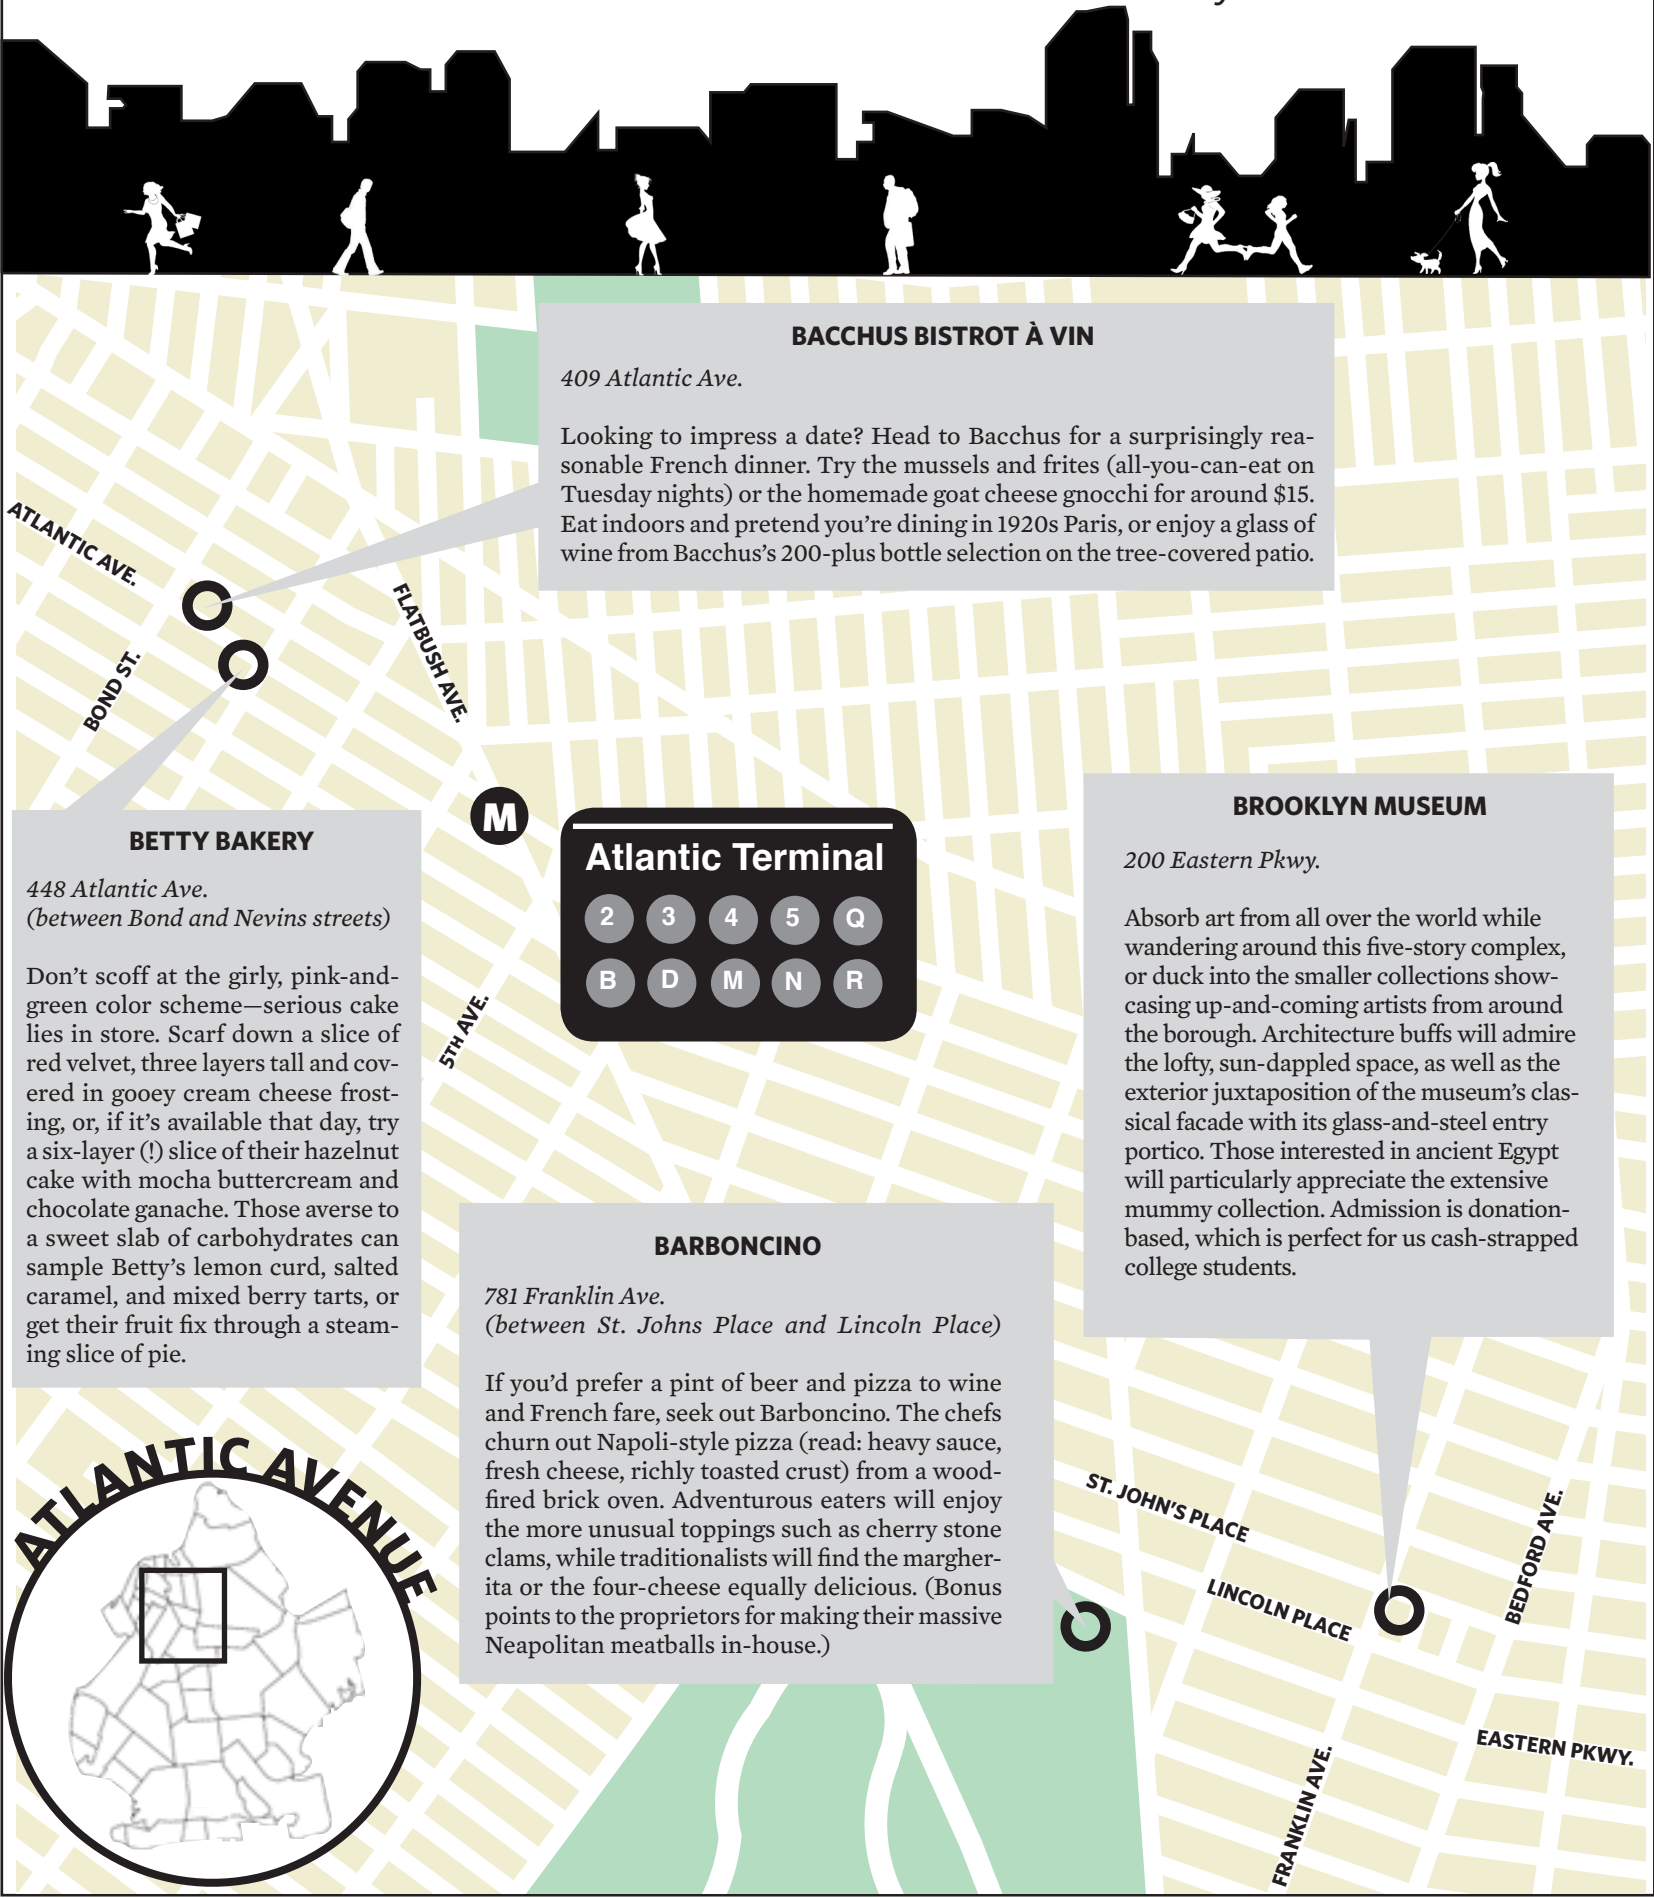 BACCHUS BISTROT À VIN
409 Atlantic Ave.
Looking to impress a date? Head to Bacchus for a surprisingly rea-
sonable French dinner. Try the mussels and frites (all-you-can-eat on
Tuesday nights) or the homemade goat cheese gnocchi for around $15.
Eat indoors and pretend you're dining in 1920s Paris, or enjoy a glass of
wine from Bacchus's 200-plus bottle selection on the tree-covered patio.
ATLANTIC AVE.
FLATBUSH AVE.
BOND ST.
M
Atlantic Terminal
2 3 4 5 Q
B D M N R
5TH AVE.
BETTY BAKERY
448 Atlantic Ave.
(between Bond and Nevins streets)
Don't scoff at the girly, pink-and-
green color scheme—serious cake
lies in store. Scarf down a slice of
red velvet, three layers tall and cov-
ered in gooey cream cheese frost-
ing, or, if it's available that day, try
a six-layer (!) slice of their hazelnut
cake with mocha buttercream and
chocolate ganache. Those averse to
a sweet slab of carbohydrates can
sample Betty's lemon curd, salted
caramel, and mixed berry tarts, or
get their fruit fix through a steam-
ing slice of pie.
BROOKLYN MUSEUM
200 Eastern Pkwy.
Absorb art from all over the world while
wandering around this five-story complex,
or duck into the smaller collections show-
casing up-and-coming artists from around
the borough. Architecture buffs will admire
the lofty, sun-dappled space, as well as the
exterior juxtaposition of the museum's clas-
sical facade with its glass-and-steel entry
portico. Those interested in ancient Egypt
will particularly appreciate the extensive
mummy collection. Admission is donation-
based, which is perfect for us cash-strapped
college students.
BARBONCINO
781 Franklin Ave.
(between St. Johns Place and Lincoln Place)
If you'd prefer a pint of beer and pizza to wine
and French fare, seek out Barboncino. The chefs
churn out Napoli-style pizza (read: heavy sauce,
fresh cheese, richly toasted crust) from a wood-
fired brick oven. Adventurous eaters will enjoy
the more unusual toppings such as cherry stone
clams, while traditionalists will find the margher-
ita or the four-cheese equally delicious. (Bonus
points to the proprietors for making their massive
Neapolitan meatballs in-house.)
ATLANTIC AVENUE
ST. JOHN'S PLACE
LINCOLN PLACE
BEDFORD AVE.
EASTERN PKWY.
FRANKLIN AVE.